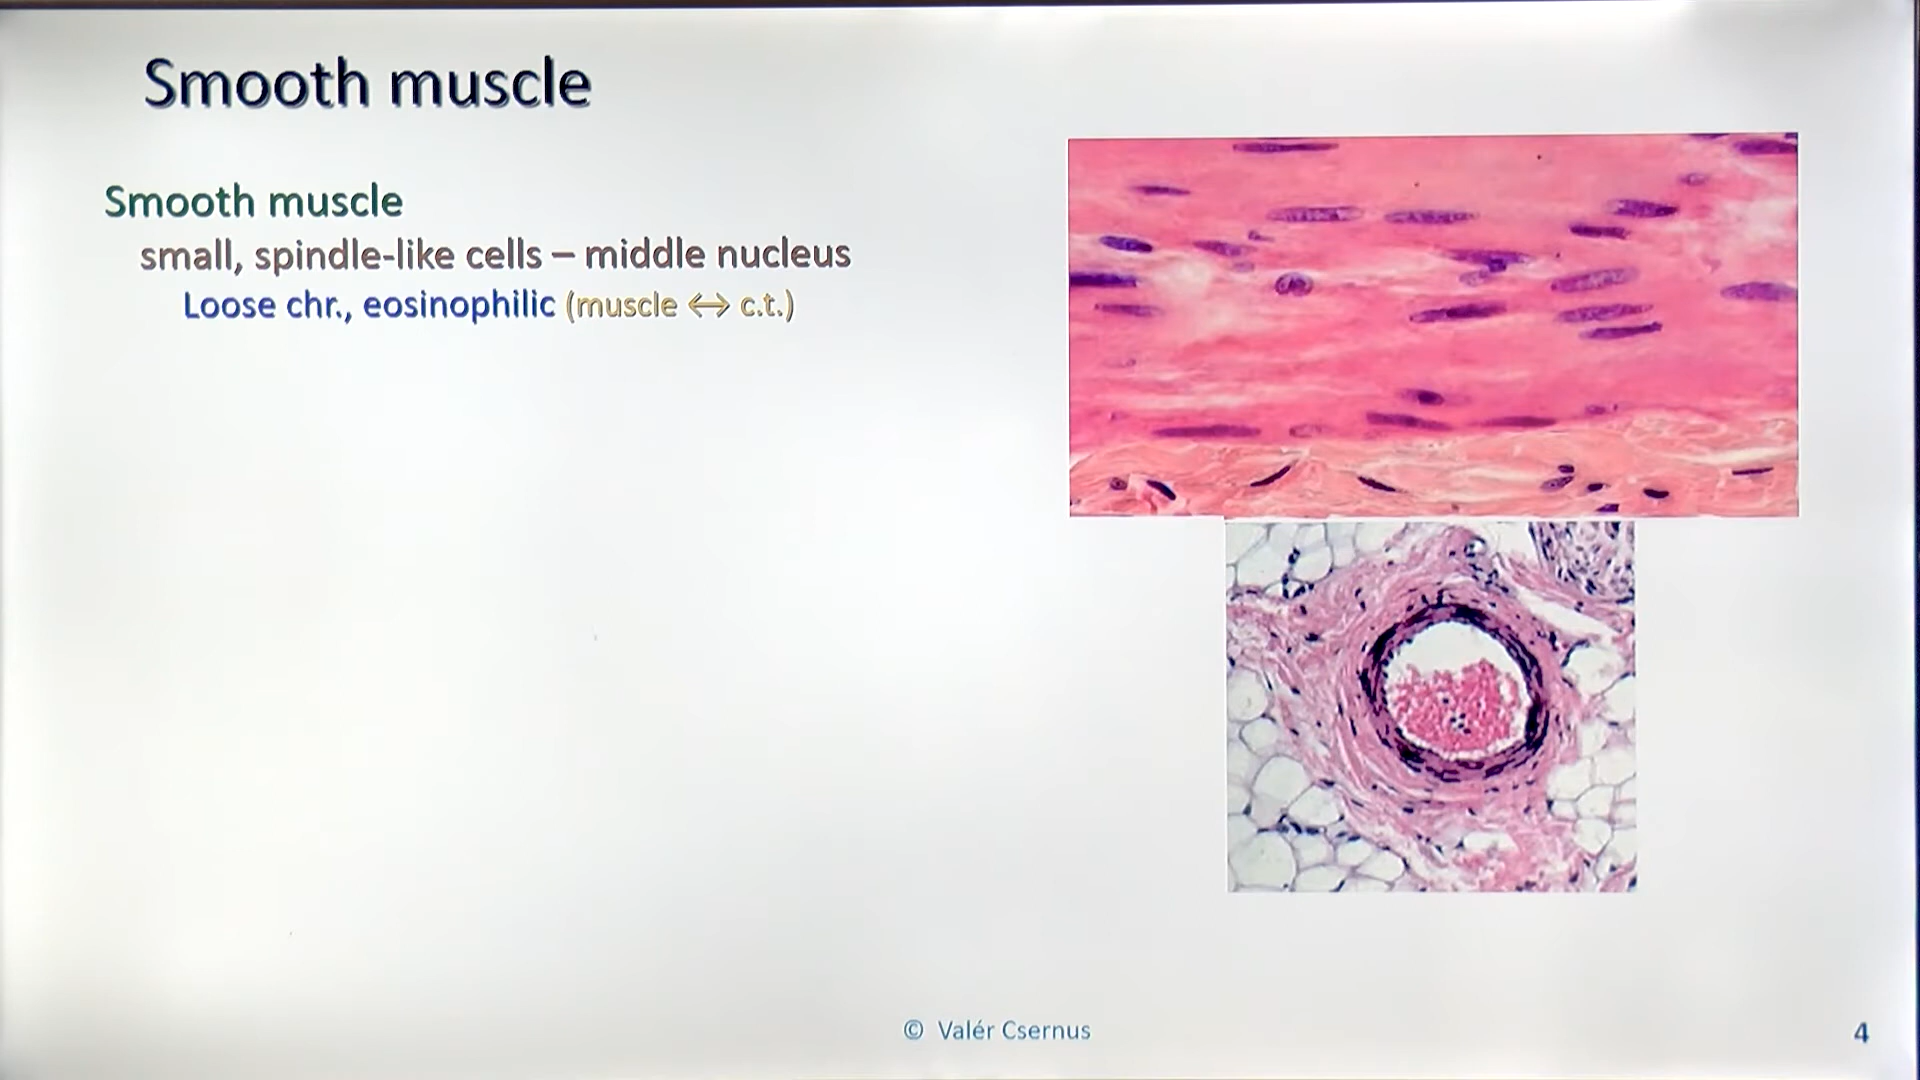 Smooth muscle
Smooth muscle
small, spindle-like cells – middle nucleus
Loose chr., eosinophilic (muscle ↔ c.t.)
© Valér Csernus
4